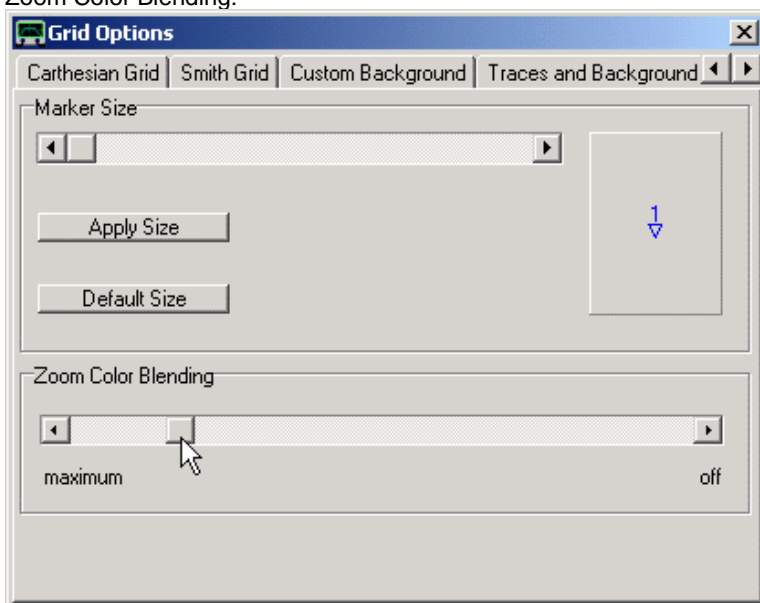 Zoom Color Blending.
Grid Options
Carthesian Grid Smith Grid Custom Background Traces and Background
Marker Size
1
Apply Size
Default Size
Zoom Color Blending
maximum off